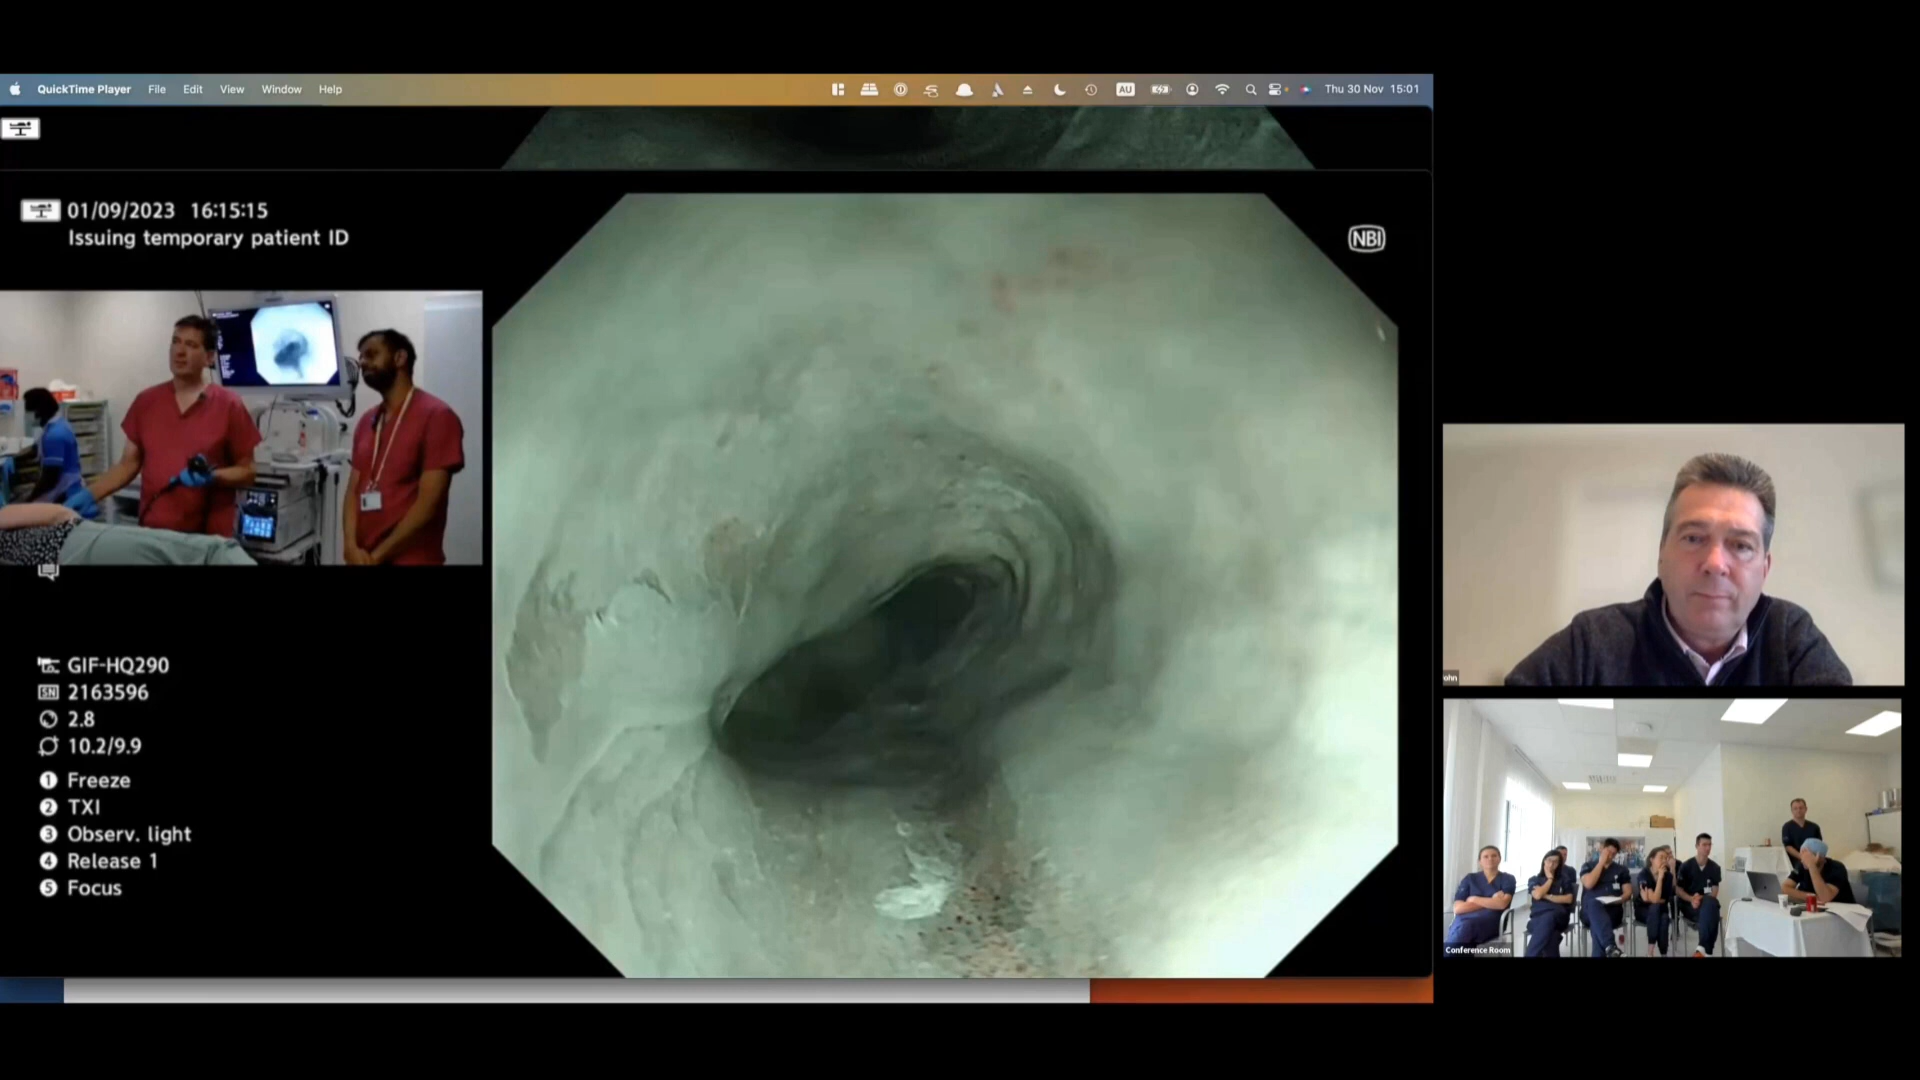 QuickTime Player File Edit View Window Help AU Thu 30 Nov 15:01
01/09/2023 16:15:15
Issuing temporary patient ID
NBI
GIF-HQ290
SN 2163596
2.8
10.2/9.9
1 Freeze
2 TXI
3 Observ. light
4 Release 1
5 Focus
ohn
Conference Room